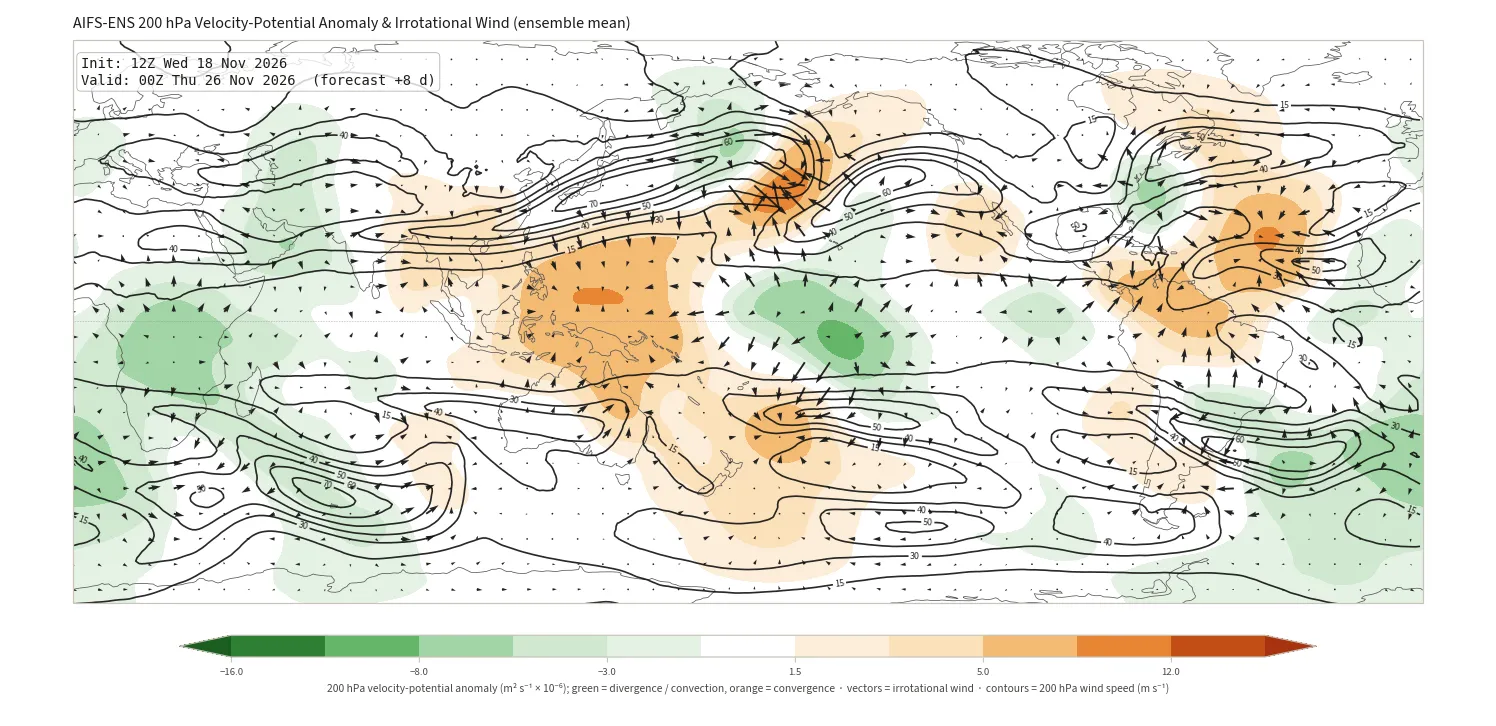 AIFS-ENS 200 hPa Velocity-Potential Anomaly & Irrotational Wind (ensemble mean)
Init: 12Z Wed 18 Nov 2026
Valid: 00Z Thu 26 Nov 2026 (forecast +8 d)
−16.0 −8.0 −3.0 1.5 5.0 12.0
200 hPa velocity-potential anomaly (m² s⁻¹ × 10⁻⁶); green = divergence / convection, orange = convergence · vectors = irrotational wind · contours = 200 hPa wind speed (m s⁻¹)